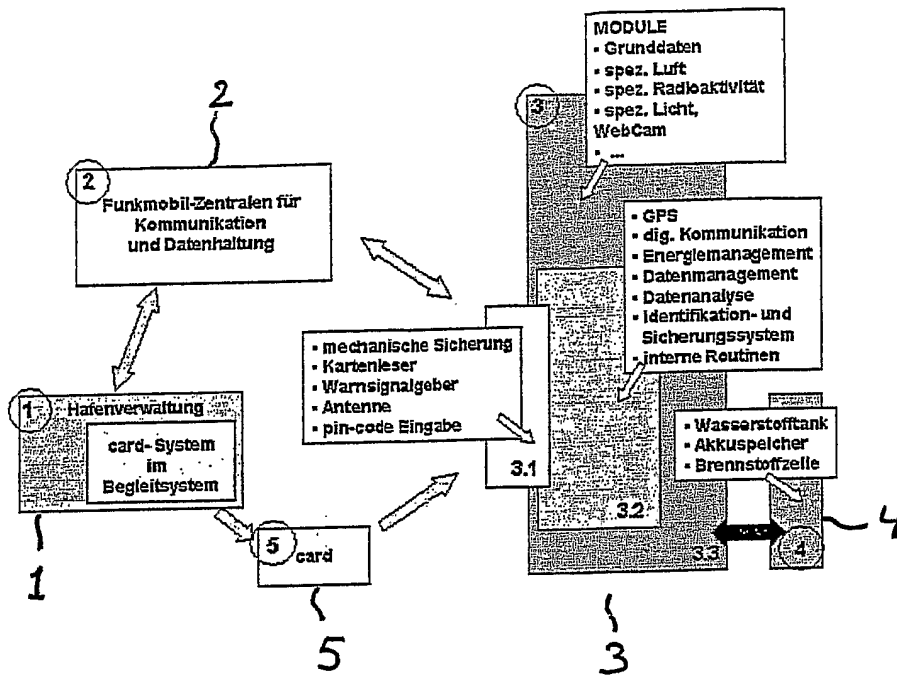 MODULE
▪ Grunddaten
▪ spez. Luft
▪ spez. Radioaktivität
▪ spez. Licht,
WebCam
▪ ...
3
2
2
Funkmobil-Zentralen für
Kommunikation
und Datenhaltung
▪ GPS
▪ dig. Kommunikation
▪ Energiemanagement
▪ Datenmanagement
▪ Datenanalyse
▪ Identifikation- und
Sicherungssystem
▪ interne Routinen
▪ mechanische Sicherung
▪ Kartenleser
▪ Warnsignalgeber
▪ Antenne
▪ pin-code Eingabe
3.1
3.2
3.3
1
Hafenverwaltung
card-System
im
Begleitsystem
▪ Wasserstofftank
▪ Akkuspeicher
▪ Brennstoffzelle
4
4
5
card
1
5
3